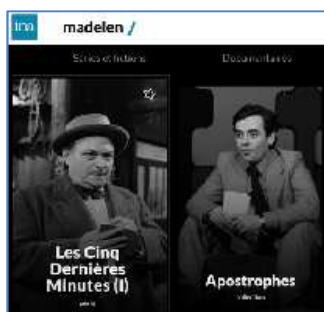 ina
madelen /
Séries et fictions
Documentaires
Les Cinq
Dernières
Minutes (I)
Apostrophes